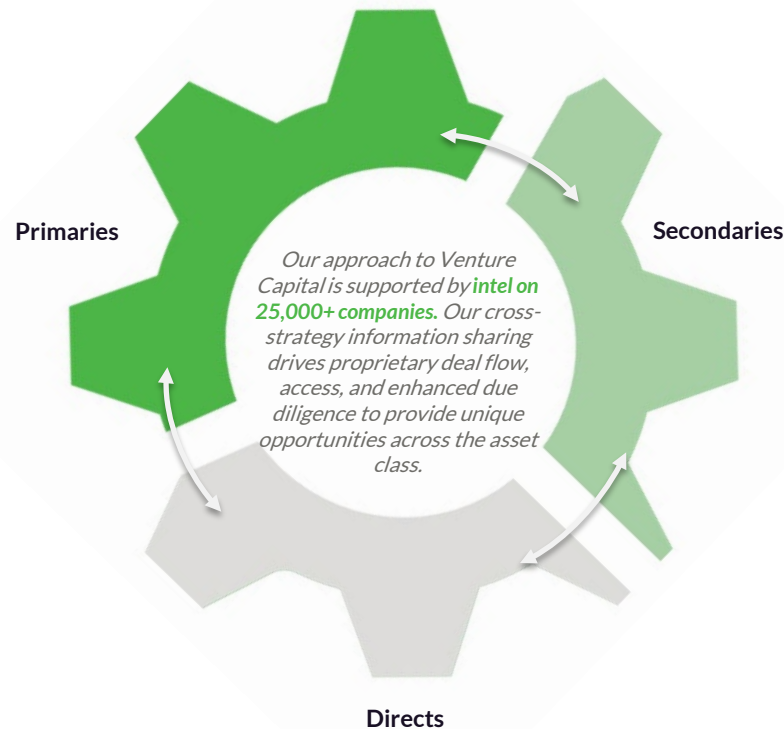 Primaries
Secondaries
Our approach to Venture
Capital is supported by intel on
25,000+ companies. Our cross-
strategy information sharing
drives proprietary deal flow,
access, and enhanced due
diligence to provide unique
opportunities across the asset
class.
Directs